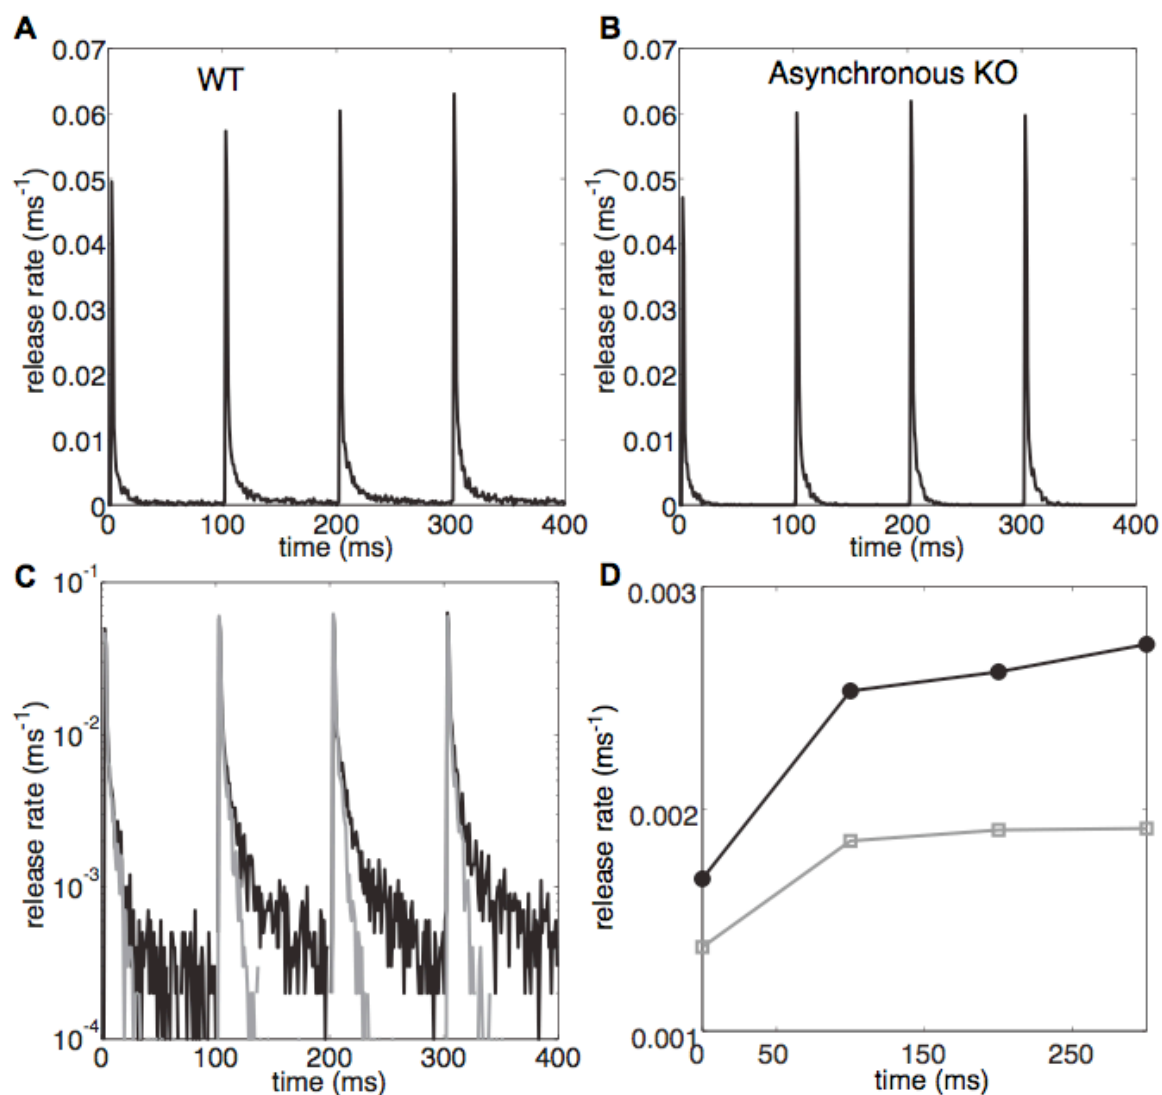 A
WT
release rate (ms-1)
0.07
0.06
0.05
0.04
0.03
0.02
0.01
0
0 100 200 300 400
time (ms)
B
Asynchronous KO
release rate (ms-1)
0.07
0.06
0.05
0.04
0.03
0.02
0.01
0
0 100 200 300 400
time (ms)
C
release rate (ms-1)
10-1
10-2
10-3
10-4
0 100 200 300 400
time (ms)
D
release rate (ms-1)
0.003
0.002
0.001
0 50 150 250
time (ms)